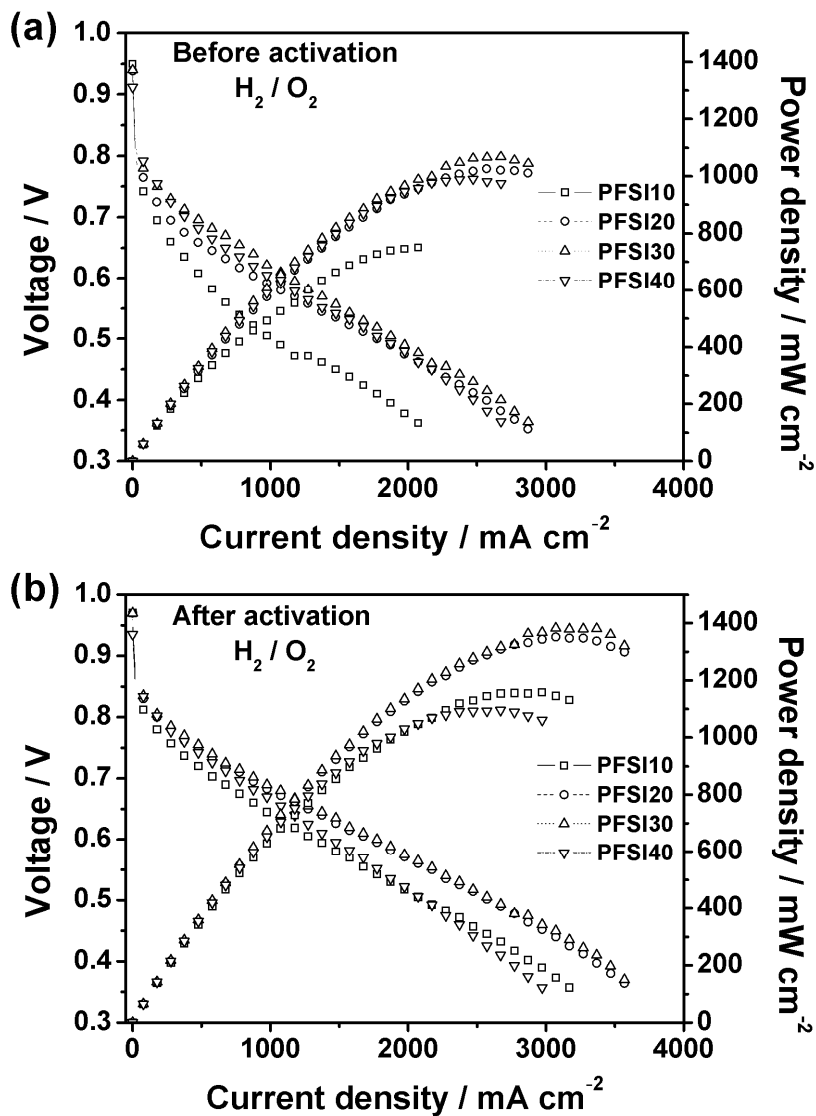 (a)
Before activation
H2 / O2
1.0
0.9
0.8
0.7
0.6
0.5
0.4
0.3
Voltage / V
1400
1200
1000
800
600
400
200
0
Power density / mW cm-2
PFSI10
PFSI20
PFSI30
PFSI40
0 1000 2000 3000 4000
Current density / mA cm-2
(b)
After activation
H2 / O2
1.0
0.9
0.8
0.7
0.6
0.5
0.4
0.3
Voltage / V
1400
1200
1000
800
600
400
200
0
Power density / mW cm-2
PFSI10
PFSI20
PFSI30
PFSI40
0 1000 2000 3000 4000
Current density / mA cm-2